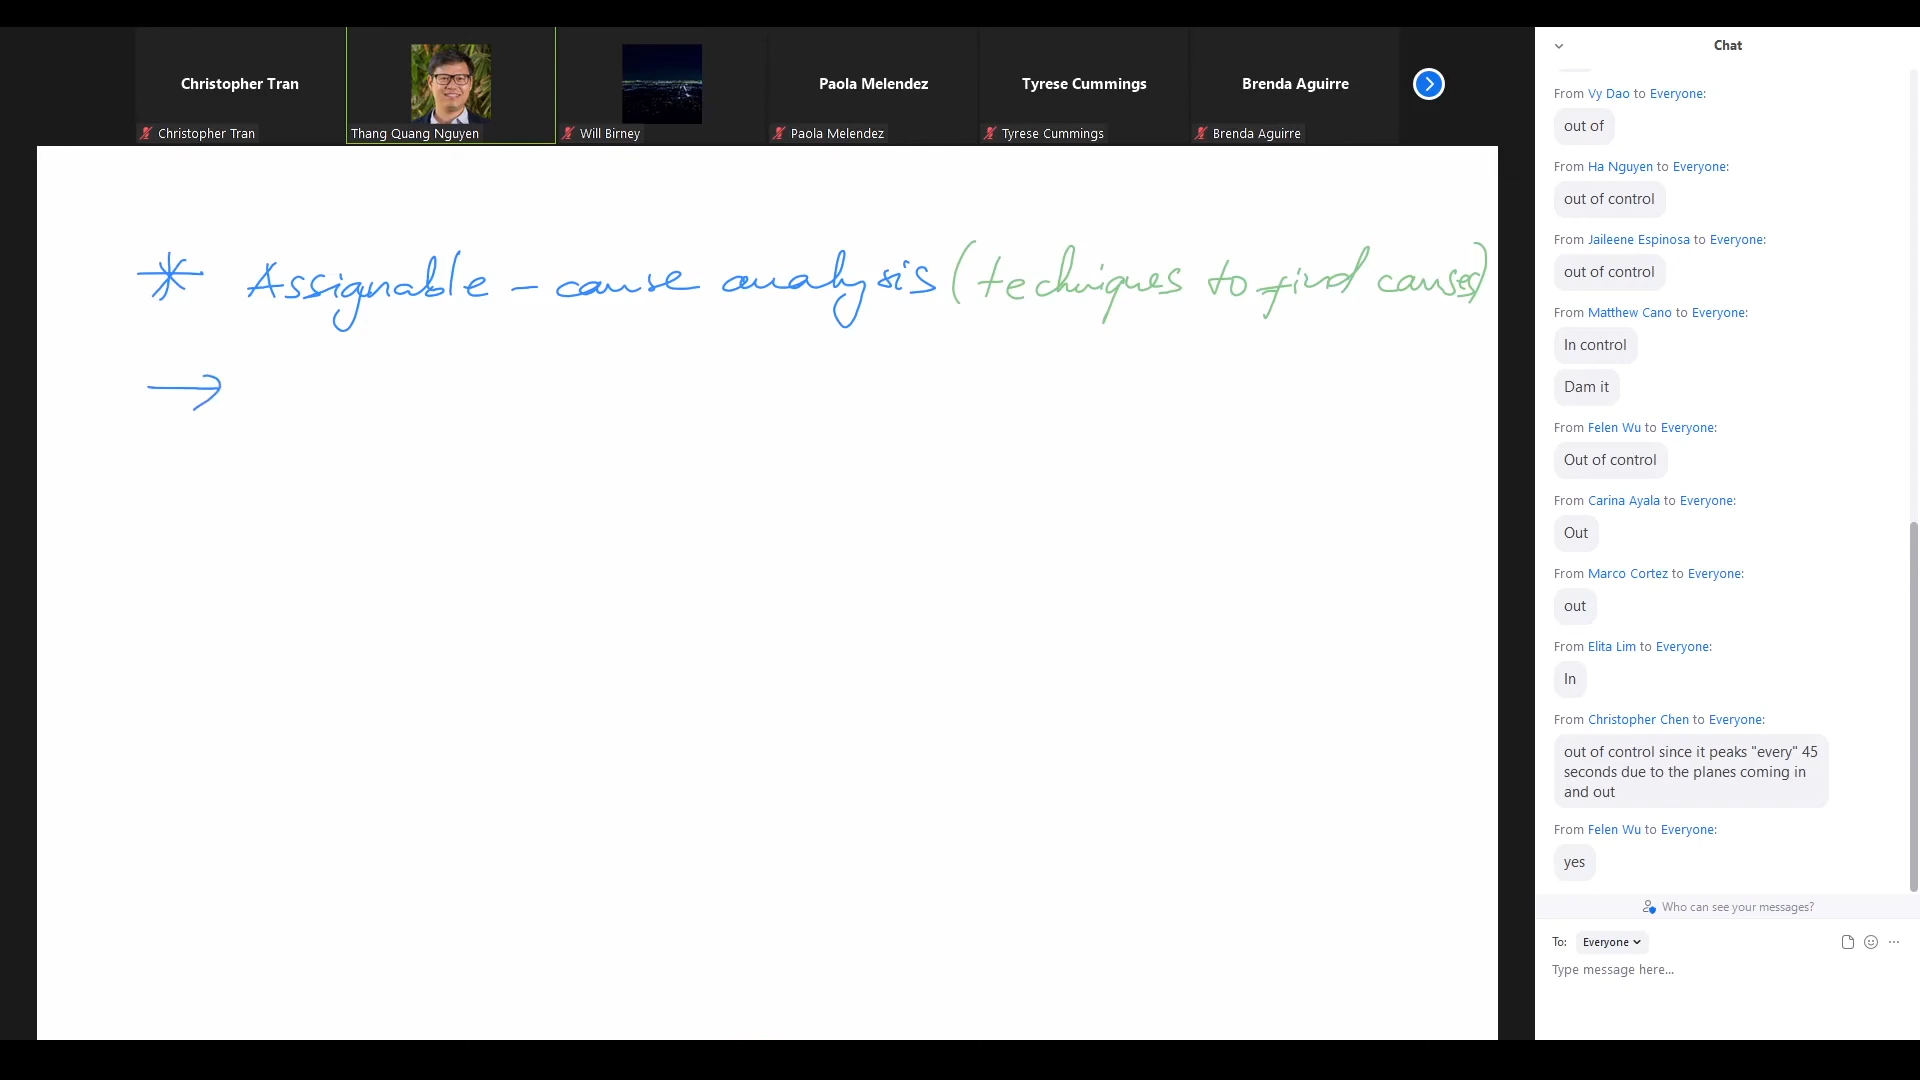 Christopher Tran
Paola Melendez
Tyrese Cummings
Brenda Aguirre
Christopher Tran
Thang Quang Nguyen
Will Birney
Paola Melendez
Tyrese Cummings
Brenda Aguirre
* Assignable - cause analysis (techniques to find causes)
→
Chat
From Vy Dao to Everyone:
out of
From Ha Nguyen to Everyone:
out of control
From Jaileene Espinosa to Everyone:
out of control
From Matthew Cano to Everyone:
In control
Dam it
From Felen Wu to Everyone:
Out of control
From Carina Ayala to Everyone:
Out
From Marco Cortez to Everyone:
out
From Elita Lim to Everyone:
In
From Christopher Chen to Everyone:
out of control since it peaks "every" 45
seconds due to the planes coming in
and out
From Felen Wu to Everyone:
yes
Who can see your messages?
To: Everyone
Type message here...